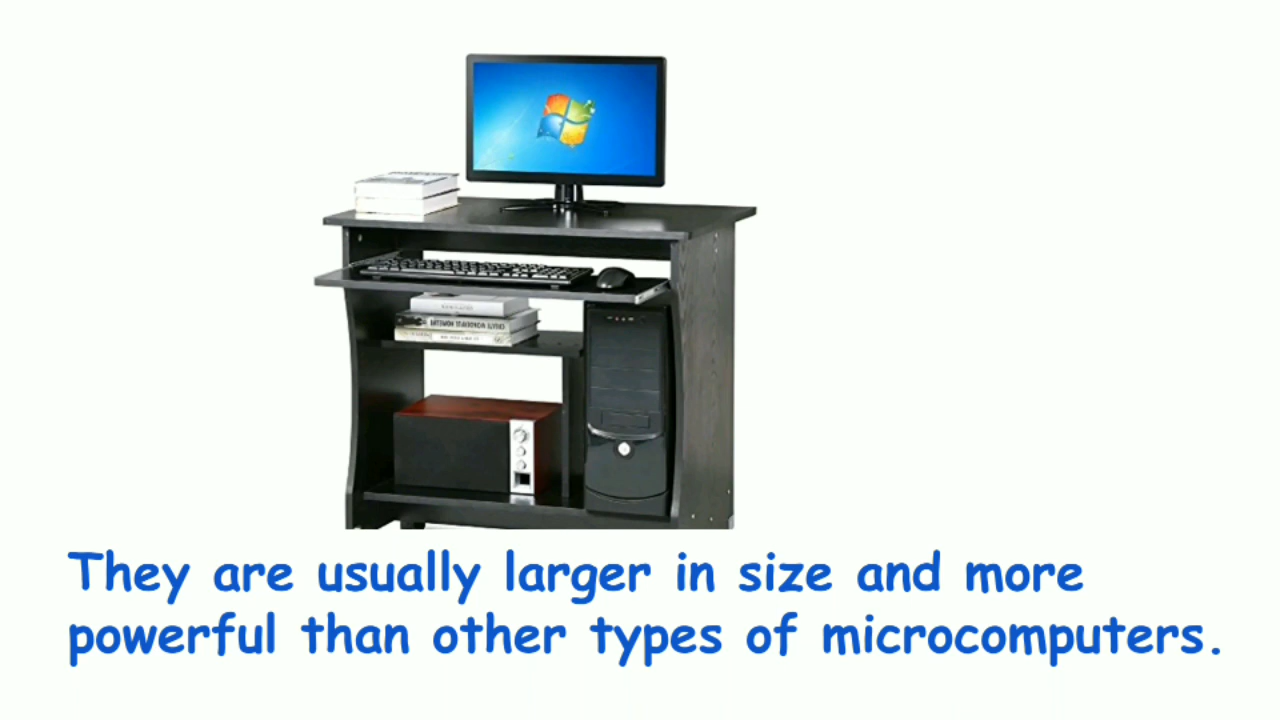 They are usually larger in size and more
powerful than other types of microcomputers.